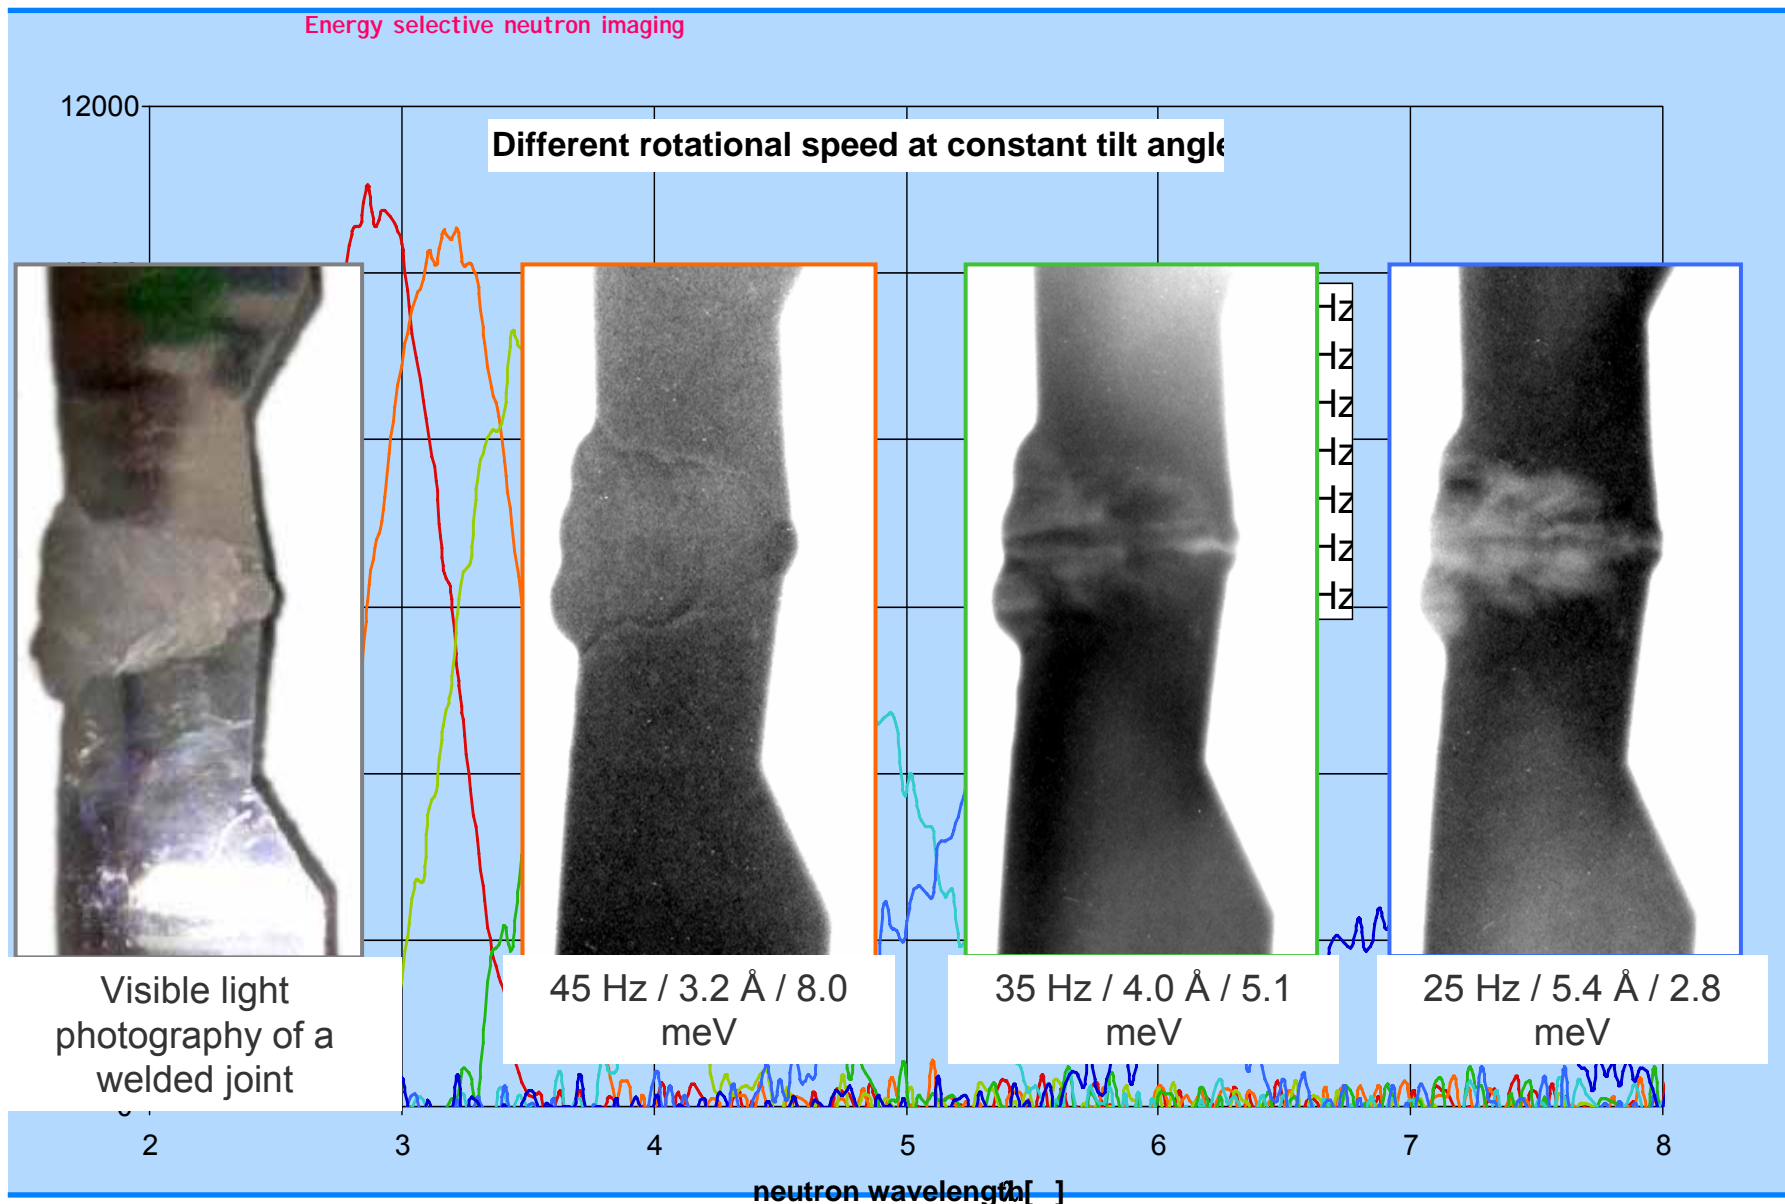 Energy selective neutron imaging
12000
Different rotational speed at constant tilt angle
Hz
Hz
Hz
Hz
Hz
Hz
Hz
Visible light
photography of a
welded joint
45 Hz / 3.2 Å / 8.0
meV
35 Hz / 4.0 Å / 5.1
meV
25 Hz / 5.4 Å / 2.8
meV
2 3 4 5 6 7 8
neutron wavelength [ ]